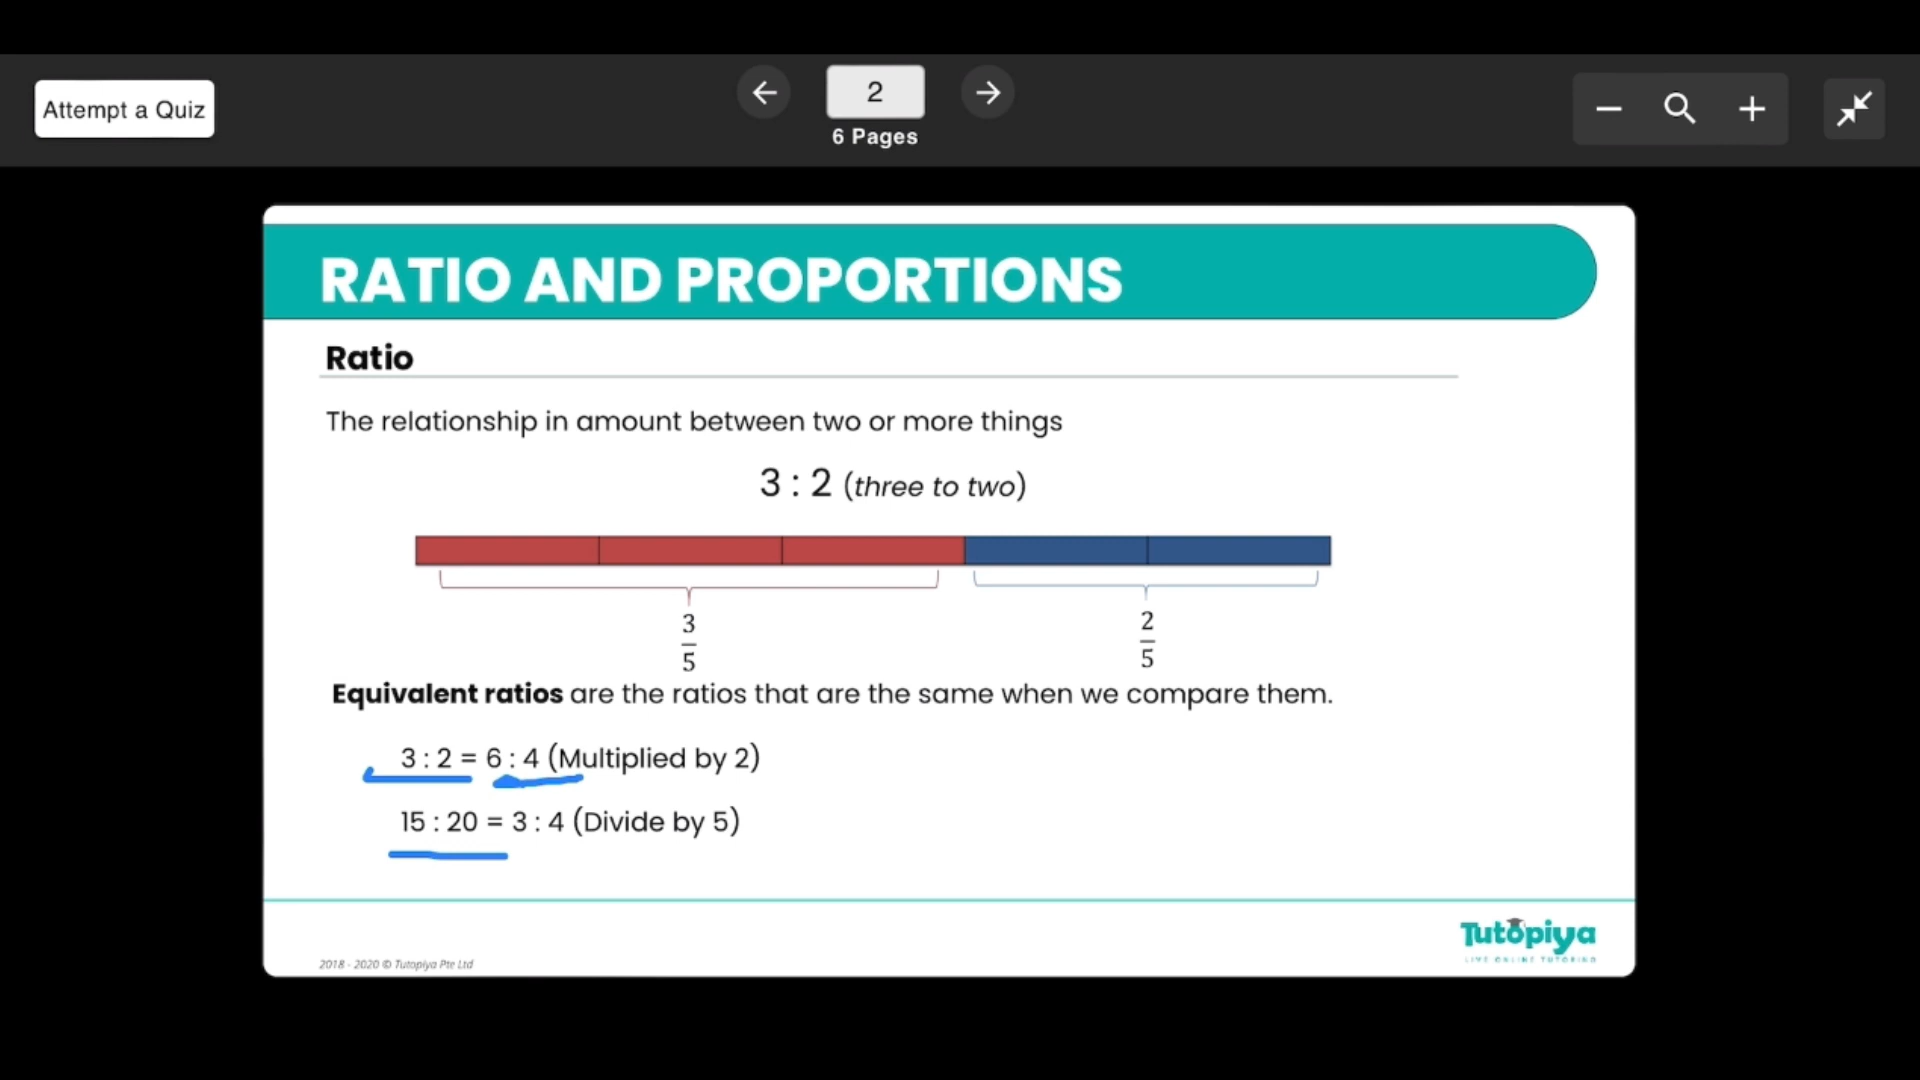 Attempt a Quiz
2
6 Pages
RATIO AND PROPORTIONS
Ratio
The relationship in amount between two or more things
3 : 2 (three to two)
3
5
2
5
Equivalent ratios are the ratios that are the same when we compare them.
3 : 2 = 6 : 4 (Multiplied by 2)
15 : 20 = 3 : 4 (Divide by 5)
Tutopiya
LIVE ONLINE TUTORING
2018 - 2020 © Tutopiya Pte Ltd